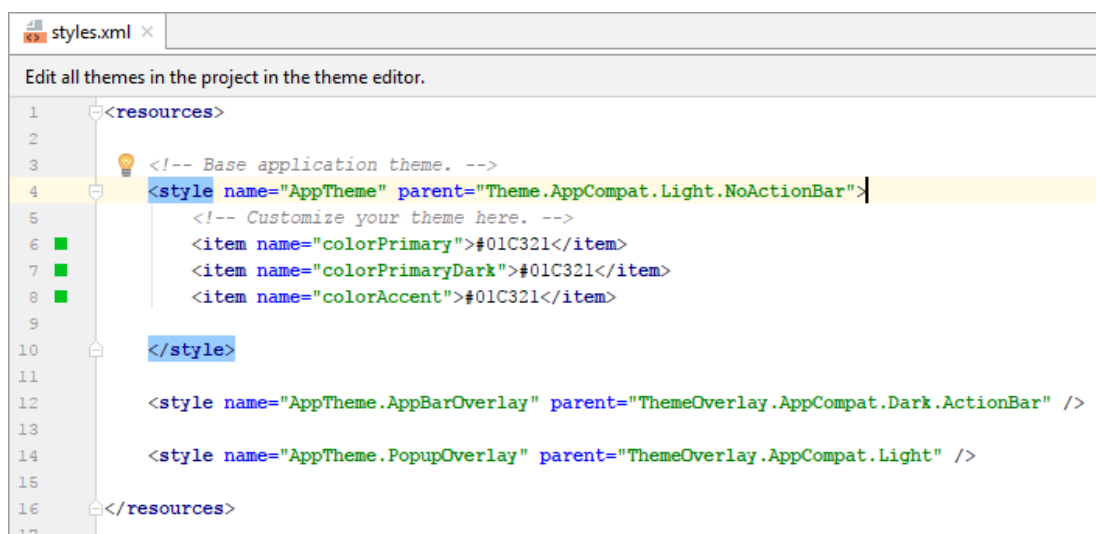 styles.xml
Edit all themes in the project in the theme editor.
1 <resources>
2
3 <!-- Base application theme. -->
4 <style name="AppTheme" parent="Theme.AppCompat.Light.NoActionBar">
5 <!-- Customize your theme here. -->
6 <item name="colorPrimary">#01C321</item>
7 <item name="colorPrimaryDark">#01C321</item>
8 <item name="colorAccent">#01C321</item>
9
10 </style>
11
12 <style name="AppTheme.AppBarOverlay" parent="ThemeOverlay.AppCompat.Dark.ActionBar" />
13
14 <style name="AppTheme.PopupOverlay" parent="ThemeOverlay.AppCompat.Light" />
15
16 </resources>
17